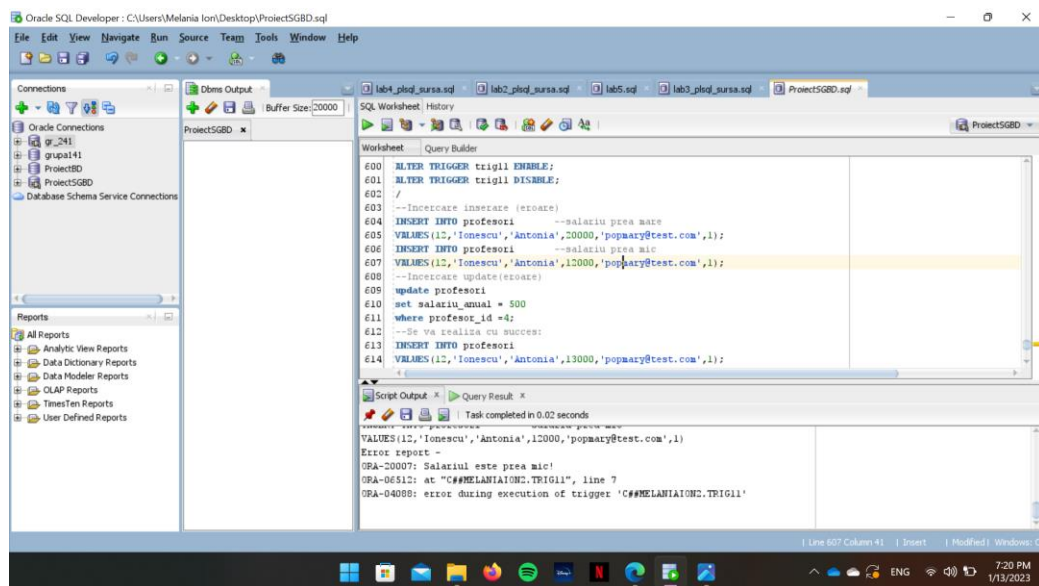 Oracle SQL Developer : C:\Users\Melania Ion\Desktop\ProiectSGBD.sql
File Edit View Navigate Run Source Team Tools Window Help
Connections
Oracle Connections
gr_241
grupa141
ProiectBD
ProiectSGBD
Database Schema Service Connections
Reports
All Reports
Analytic View Reports
Data Dictionary Reports
Data Modeler Reports
OLAP Reports
TimesTen Reports
User Defined Reports
Dbms Output
Buffer Size: 20000
ProiectSGBD
lab4_plsql_sursa.sql lab2_plsql_sursa.sql lab5.sql lab3_plsql_sursa.sql ProiectSGBD.sql
SQL Worksheet History
ProiectSGBD
Worksheet Query Builder
600 ALTER TRIGGER trig11 ENABLE;
601 ALTER TRIGGER trig11 DISABLE;
602 /
603 --Incercare inserare (eroare)
604 INSERT INTO profesori --salariu prea mare
605 VALUES(12,'Ionescu','Antonia',20000,'popmary@test.com',1);
606 INSERT INTO profesori --salariu prea mic
607 VALUES(12,'Ionescu','Antonia',12000,'popmary@test.com',1);
608 --Incercare update(eroare)
609 update profesori
610 set salariu_anual = 500
611 where profesor_id =4;
612 --Se va realiza cu succes:
613 INSERT INTO profesori
614 VALUES(12,'Ionescu','Antonia',13000,'popmary@test.com',1);
Script Output Query Result
Task completed in 0.02 seconds
VALUES(12,'Ionescu','Antonia',12000,'popmary@test.com',1)
Error report -
ORA-20007: Salariul este prea mic!
ORA-06512: at "C##MELANIAION2.TRIG11", line 7
ORA-04088: error during execution of trigger 'C##MELANIAION2.TRIG11'
Line 607 Column 41 | Insert | Modified | Windows:
ENG
7:20 PM
1/13/2023